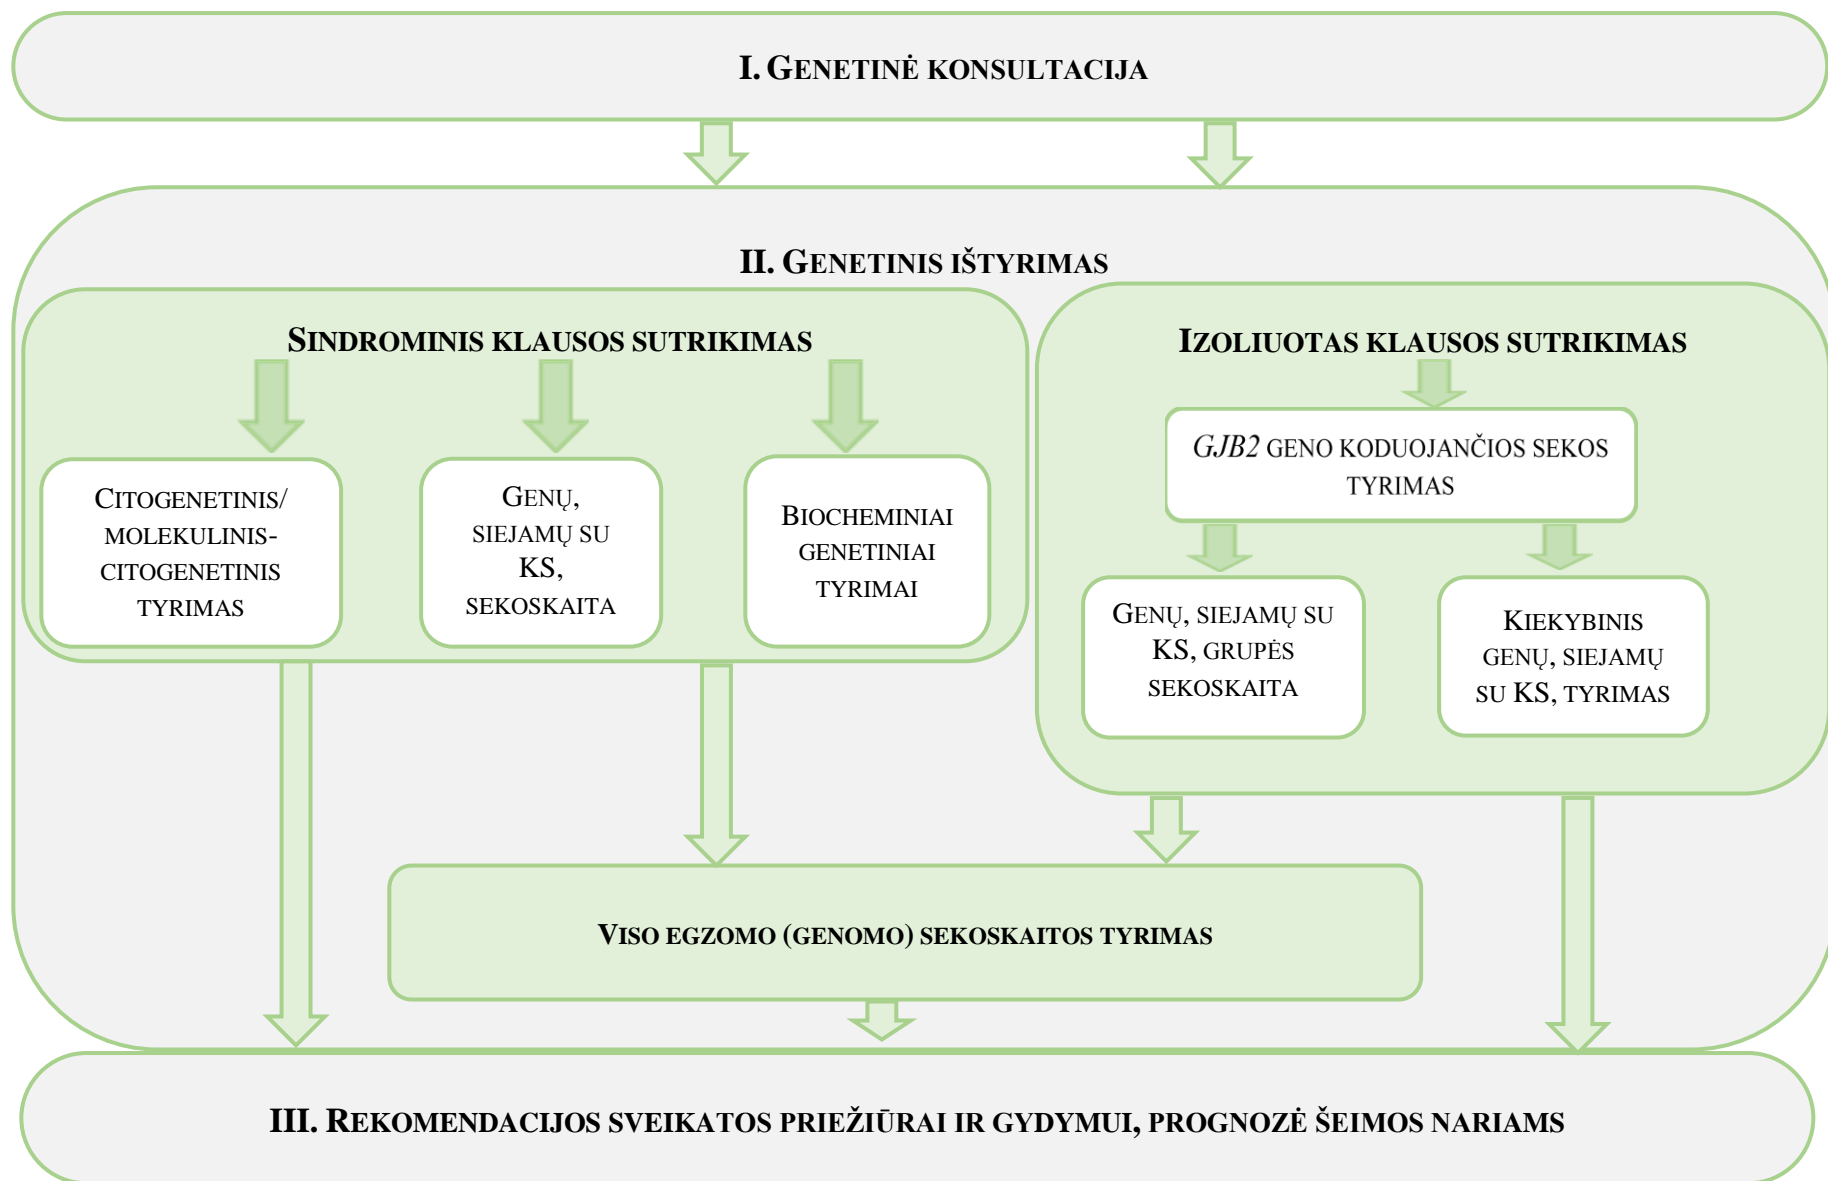 I. GENETINĖ KONSULTACIJA
II. GENETINIS IŠTYRIMAS
SINDROMINIS KLAUSOS SUTRIKIMAS
CITOGENETINIS/
MOLEKULINIS-
CITOGENETINIS
TYRIMAS
GENŲ,
SIEJAMŲ SU
KS,
SEKOSKAITA
BIOCHEMINIAI
GENETINIAI
TYRIMAI
IZOLIUOTAS KLAUSOS SUTRIKIMAS
GJB2 GENO KODUOJANČIOS SEKOS
TYRIMAS
GENŲ, SIEJAMŲ SU
KS, GRUPĖS
SEKOSKAITA
KIEKYBINIS
GENŲ, SIEJAMŲ
SU KS, TYRIMAS
VISO EGZOMO (GENOMO) SEKOSKAITOS TYRIMAS
III. REKOMENDACIJOS SVEIKATOS PRIEŽIŪRAI IR GYDYMUI, PROGNOZĖ ŠEIMOS NARIAMS